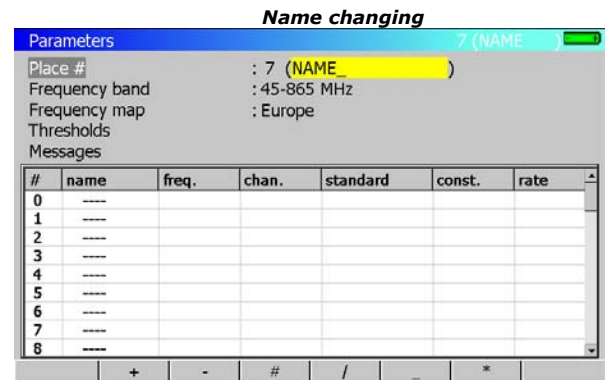 Name changing
Parameters 7 (NAME )
Place # : 7 (NAME_ )
Frequency band : 45-865 MHz
Frequency map : Europe
Thresholds
Messages
# name freq. chan. standard const. rate
0 ----
1 ----
2 ----
3 ----
4 ----
5 ----
6 ----
7 ----
8 ----
+ - # / _ *